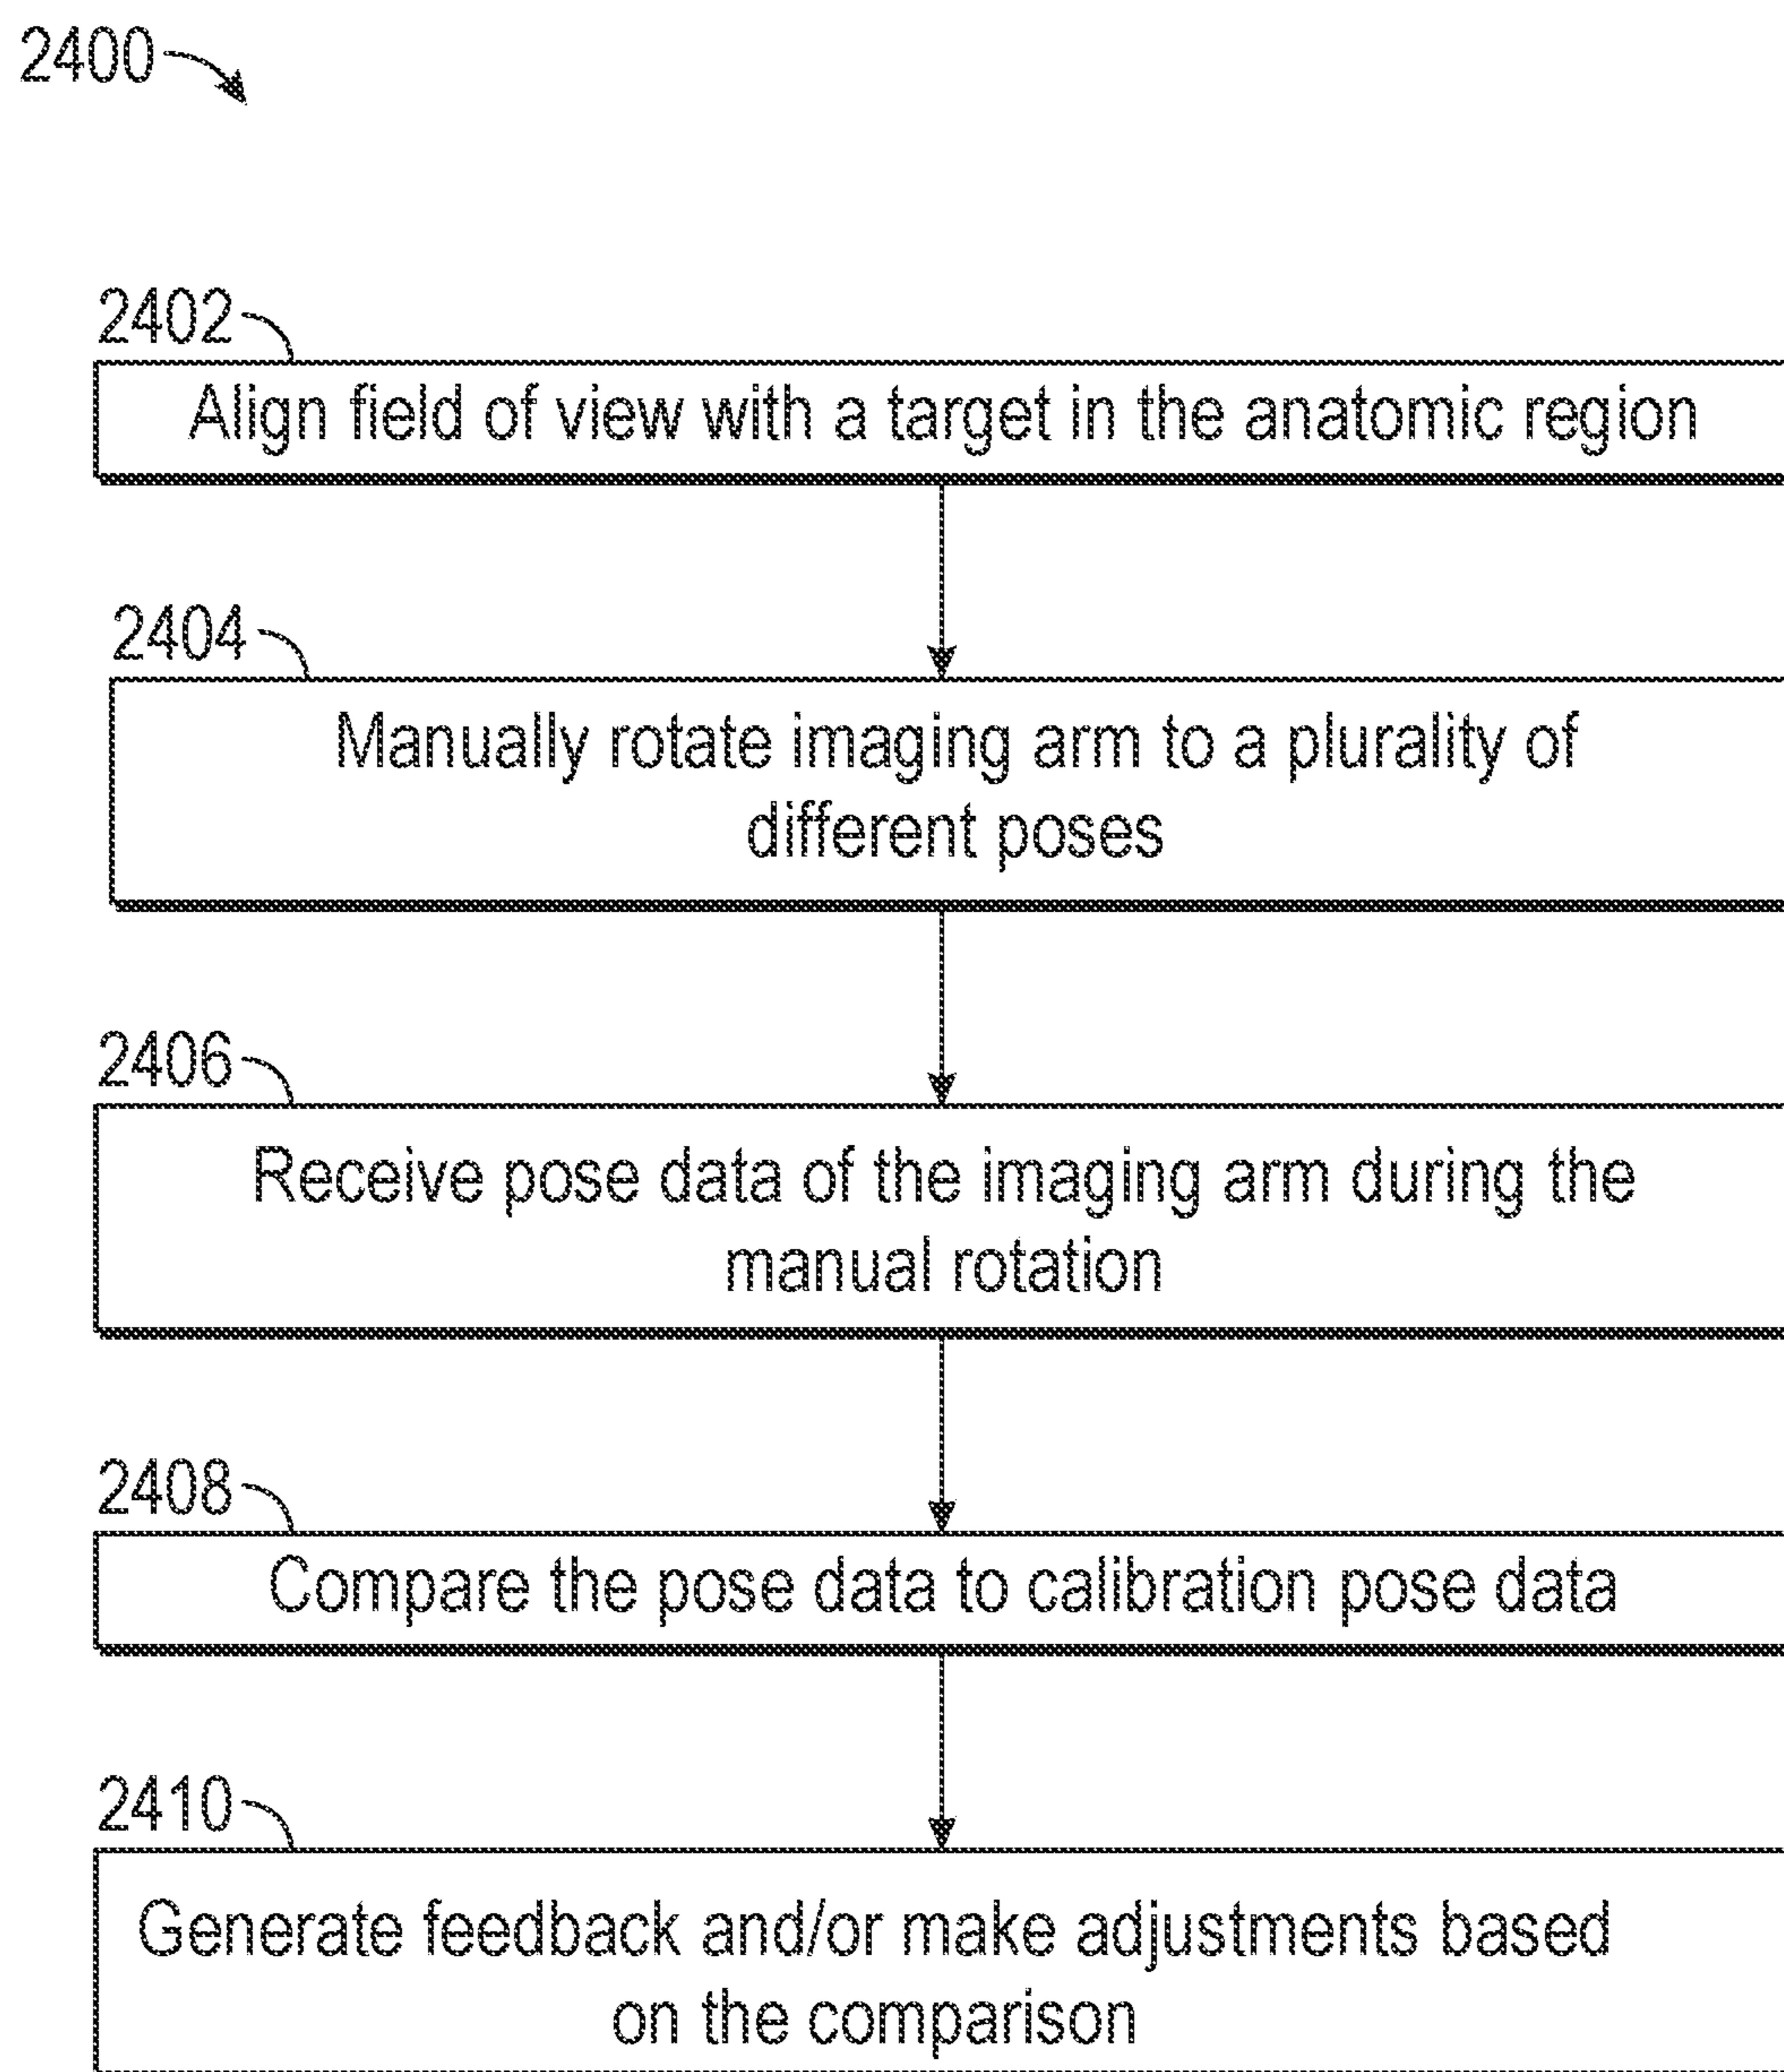 2400
2402
Align field of view with a target in the anatomic region
2404
Manually rotate imaging arm to a plurality of
different poses
2406
Receive pose data of the imaging arm during the
manual rotation
2408
Compare the pose data to calibration pose data
2410
Generate feedback and/or make adjustments based
on the comparison